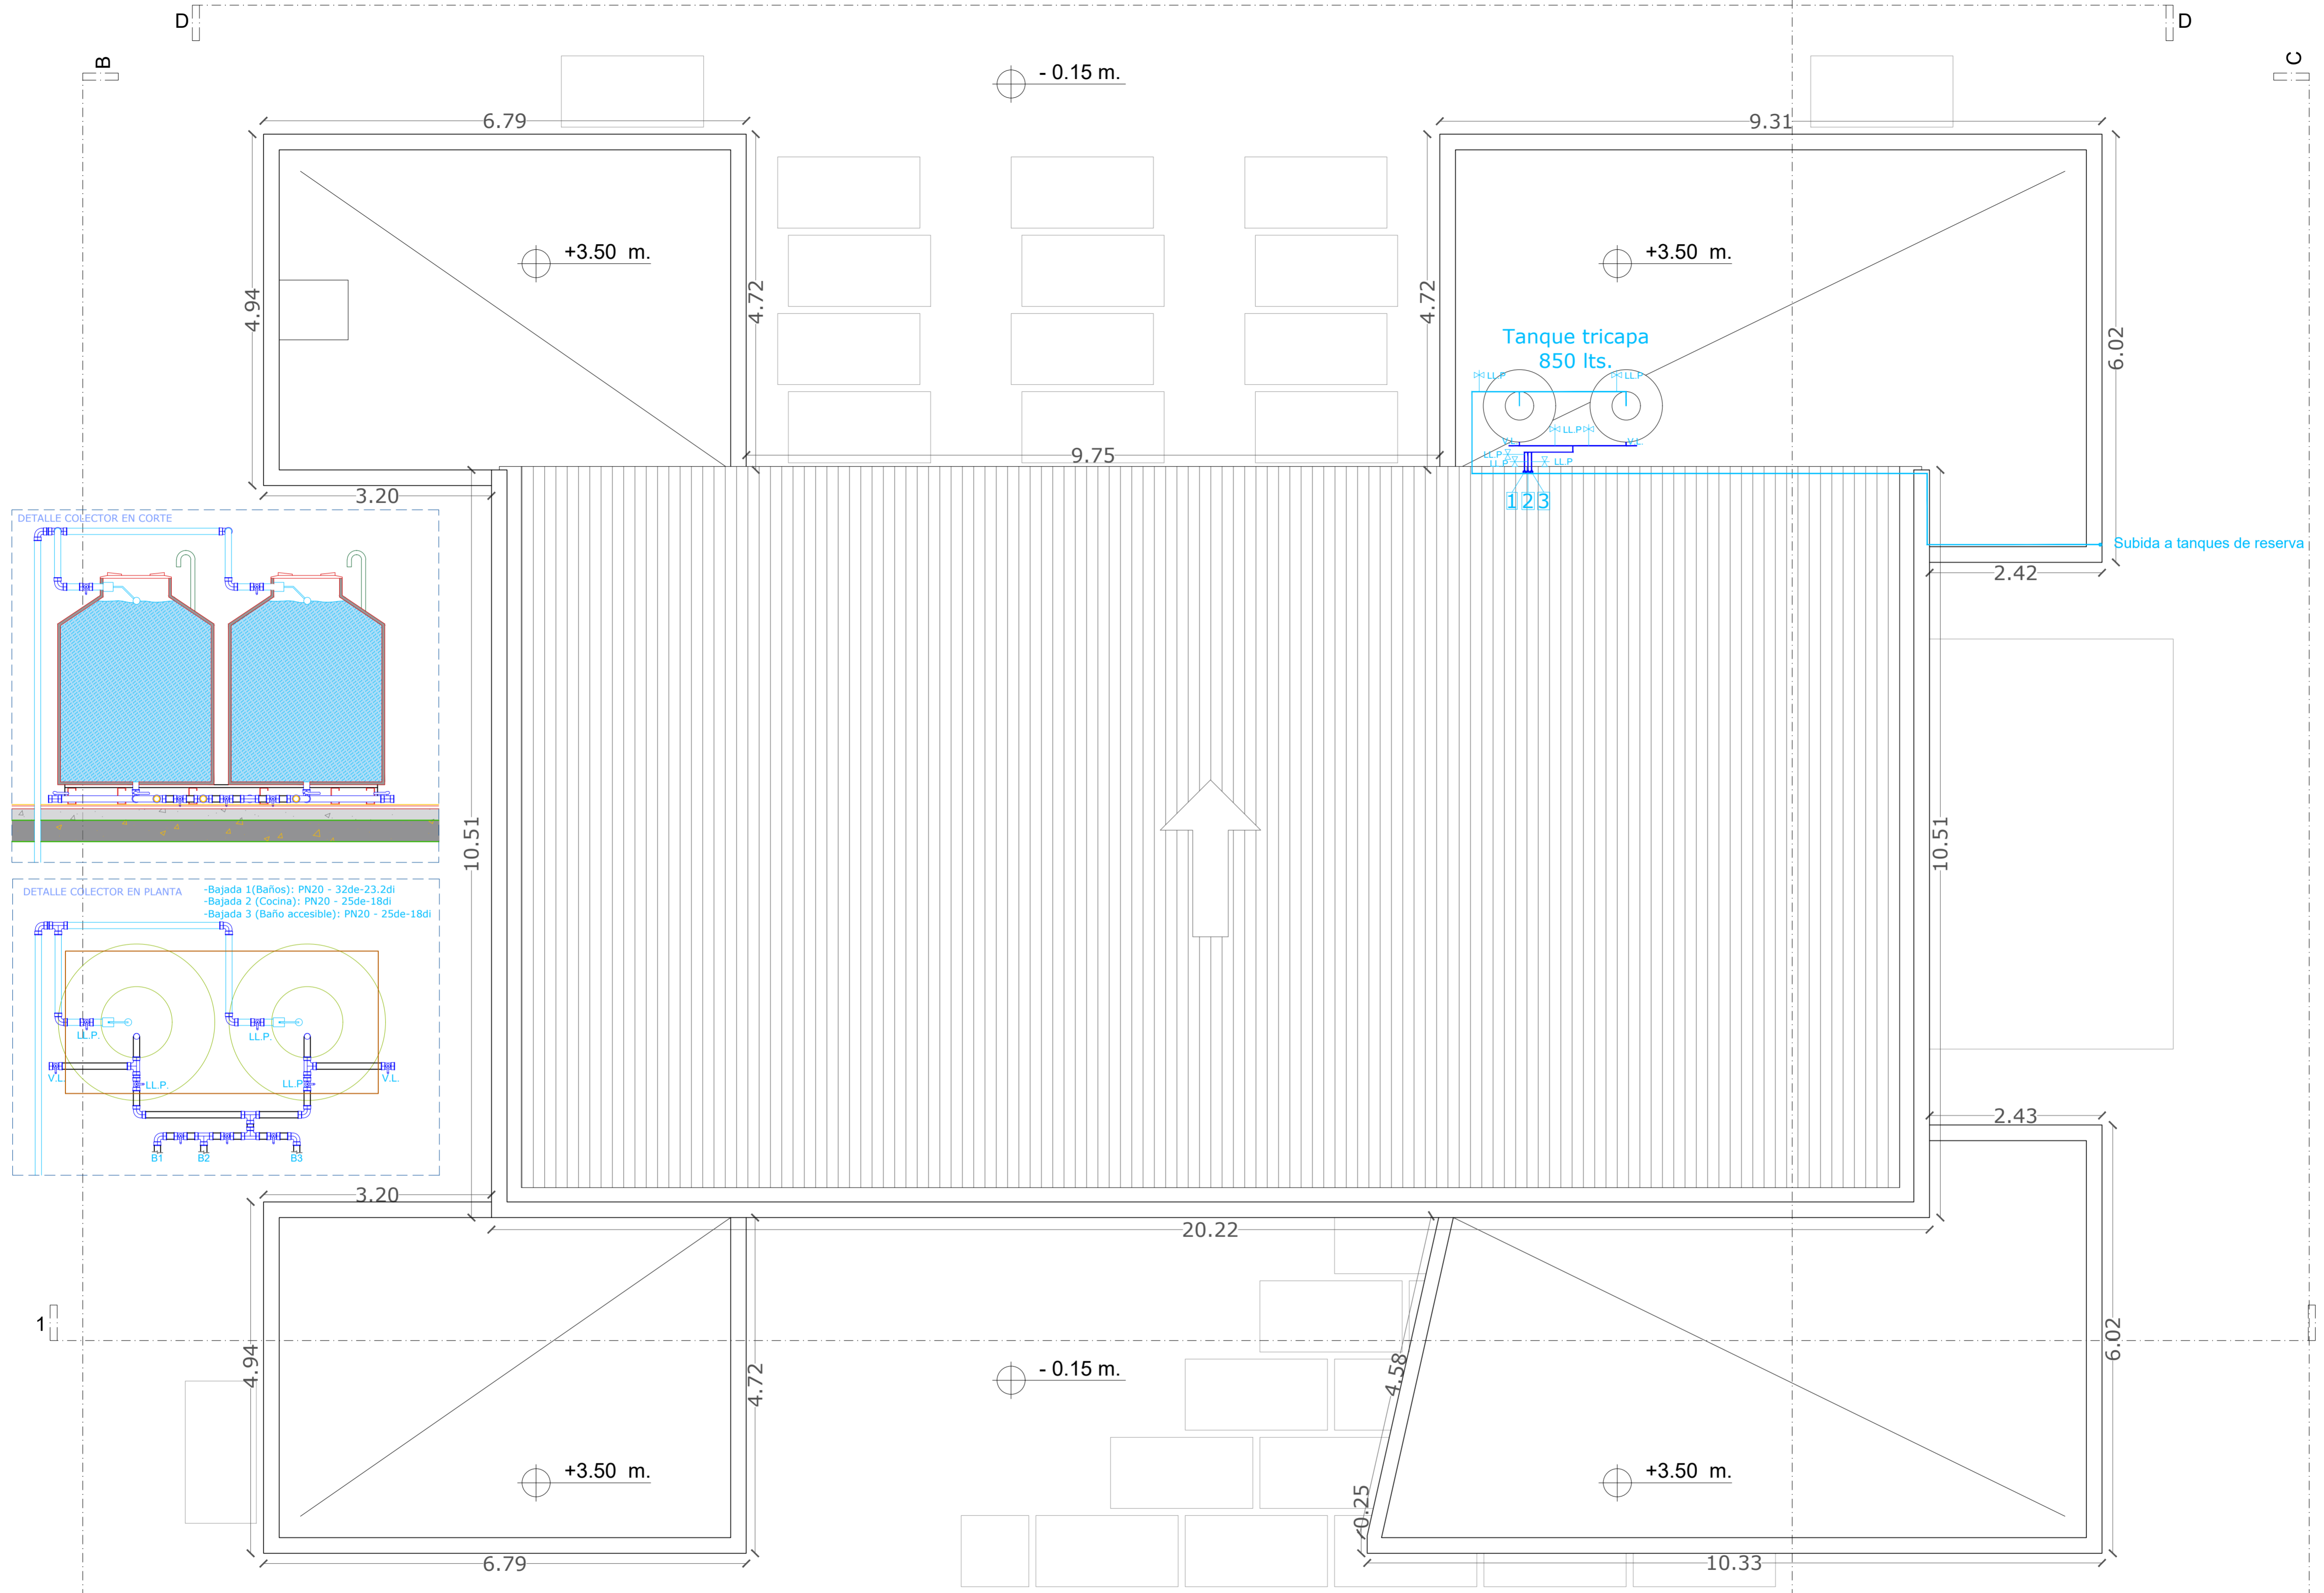 D
D
B
C
- 0.15 m.
6.79
9.31
4.94
+3.50 m.
4.72
4.72
+3.50 m.
6.02
Tanque tricapa
850 lts.
LL.P
LL.P
LL.P
V.L.
V.L.
LL.P
LL.P
LL.P
1 2 3
9.75
3.20
Subida a tanques de reserva
2.42
DETALLE COLECTOR EN CORTE
10.51
10.51
DETALLE COLECTOR EN PLANTA
-Bajada 1(Baños): PN20 - 32de-23.2di
-Bajada 2 (Cocina): PN20 - 25de-18di
-Bajada 3 (Baño accesible): PN20 - 25de-18di
LL.P.
LL.P.
V.L.
LL.P.
LL.P.
V.L.
B1
B2
B3
2.43
3.20
20.22
1
4.94
4.72
- 0.15 m.
4.58
6.02
+3.50 m.
+3.50 m.
0.25
6.79
10.33